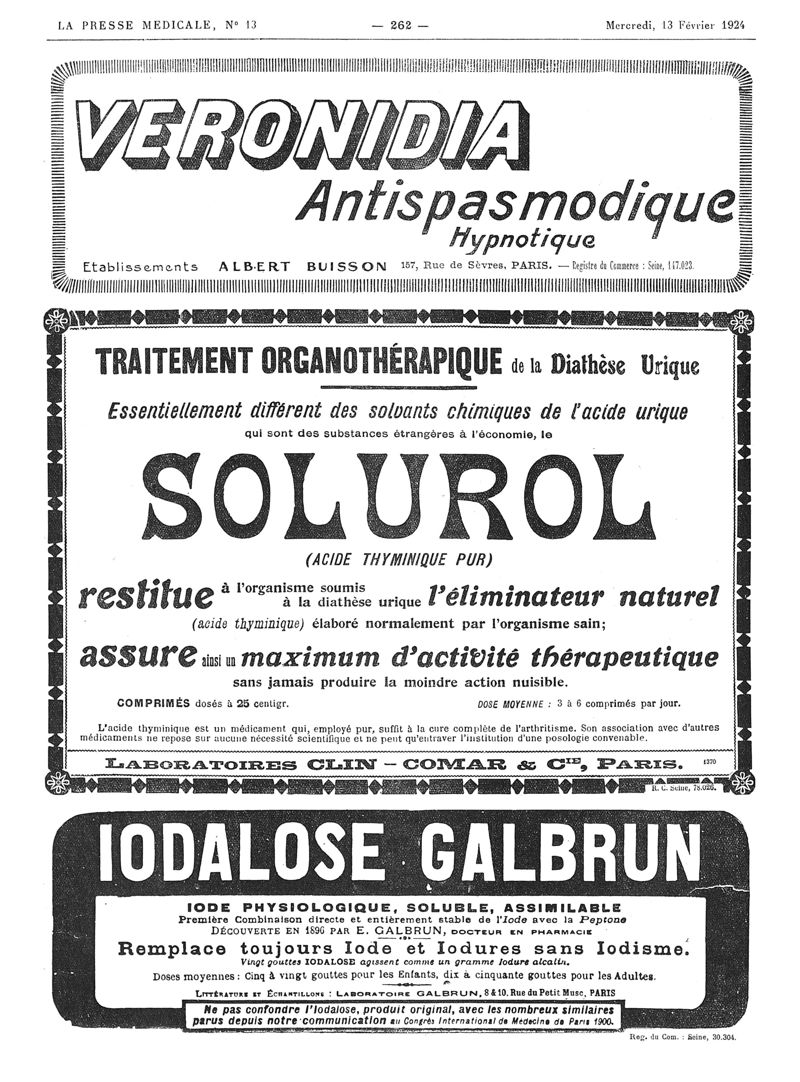 LA PRESSE MEDICALE, N° 13 — 262 — Mercredi, 13 Février 1924
VERONIDIA
Antispasmodique
Hypnotique
Etablissements ALBERT BUISSON 157, Rue de Sèvres, PARIS. — Registre du Commerce : Seine, 147.023.
TRAITEMENT ORGANOTHÉRAPIQUE de la Diathèse Urique
Essentiellement différent des solvants chimiques de l'acide urique
qui sont des substances étrangères à l'économie, le
SOLUROL
(ACIDE THYMINIQUE PUR)
restitue à l'organisme soumis à la diathèse urique l'éliminateur naturel
(acide thyminique) élaboré normalement par l'organisme sain;
assure ainsi un maximum d'activité thérapeutique
sans jamais produire la moindre action nuisible.
COMPRIMÉS dosés à 25 centigr. DOSE MOYENNE : 3 à 6 comprimés par jour.
L'acide thyminique est un médicament qui, employé pur, suffit à la cure complète de l'arthritisme. Son association avec d'autres
médicaments ne repose sur aucune nécessité scientifique et ne peut qu'entraver l'institution d'une posologie convenable.
LABORATOIRES CLIN — COMAR & CIE, PARIS. 1370
R. C. Seine, 78.026.
IODALOSE GALBRUN
IODE PHYSIOLOGIQUE, SOLUBLE, ASSIMILABLE
Première Combinaison directe et entièrement stable de l'Iode avec la Peptone
DÉCOUVERTE EN 1896 PAR E. GALBRUN, DOCTEUR EN PHARMACIE
Remplace toujours Iode et Iodures sans Iodisme.
Vingt gouttes IODALOSE agissent comme un gramme Iodure alcalin.
Doses moyennes : Cinq à vingt gouttes pour les Enfants, dix à cinquante gouttes pour les Adultes.
LITTÉRATURE ET ÉCHANTILLONS : LABORATOIRE GALBRUN, 8 & 10, Rue du Petit Musc, PARIS
Ne pas confondre l'Iodalose, produit original, avec les nombreux similaires
parus depuis notre communication au Congrès International de Médecine de Paris 1900.
Reg. du Com. : Seine, 30.304.